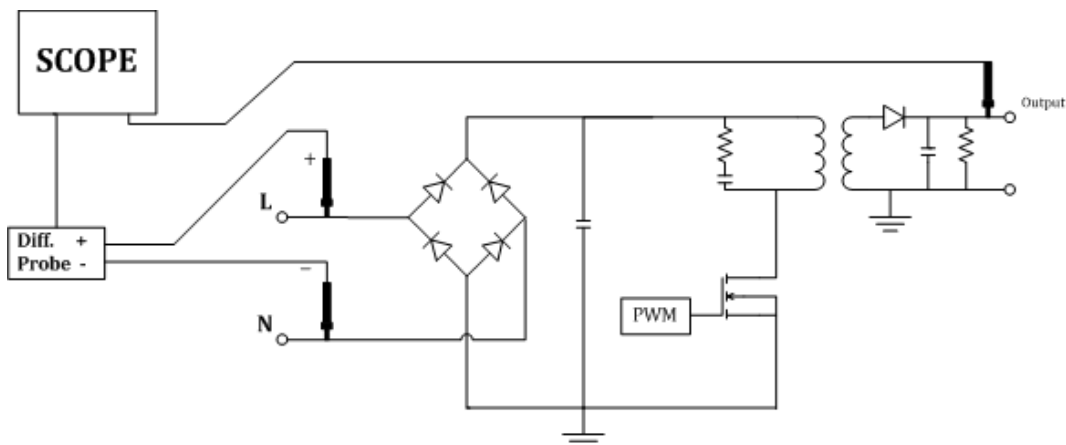 SCOPE
Output
+
L
Diff. +
Probe -
–
N
PWM